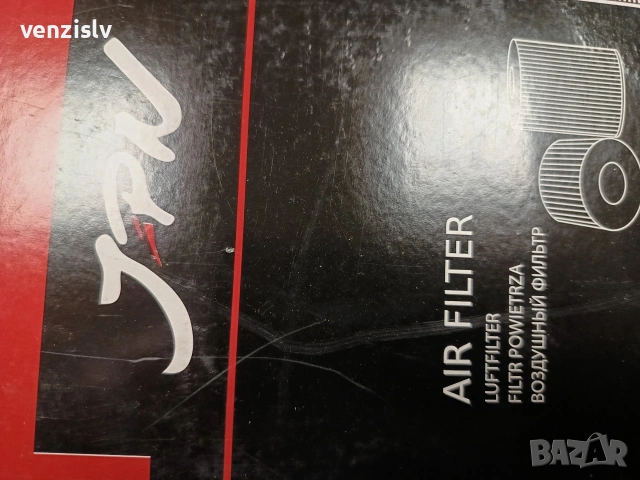 venzislv
JPN
AIR FILTER
LUFTFILTER
FILTR POWIETRZA
ВОЗДУШНЫЙ ФИЛЬТР
BAZAR